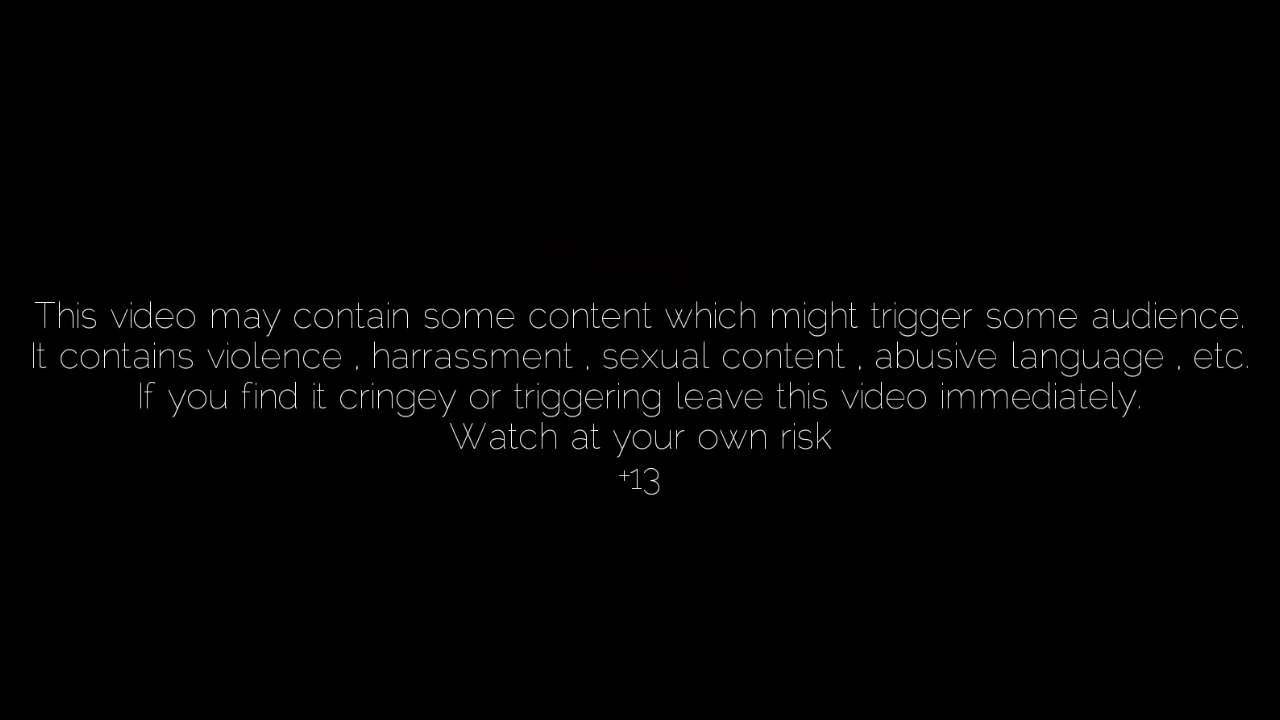 This video may contain some content which might trigger some audience.
It contains violence , harrassment , sexual content , abusive language , etc.
If you find it cringey or triggering leave this video immediately.
Watch at your own risk
+13